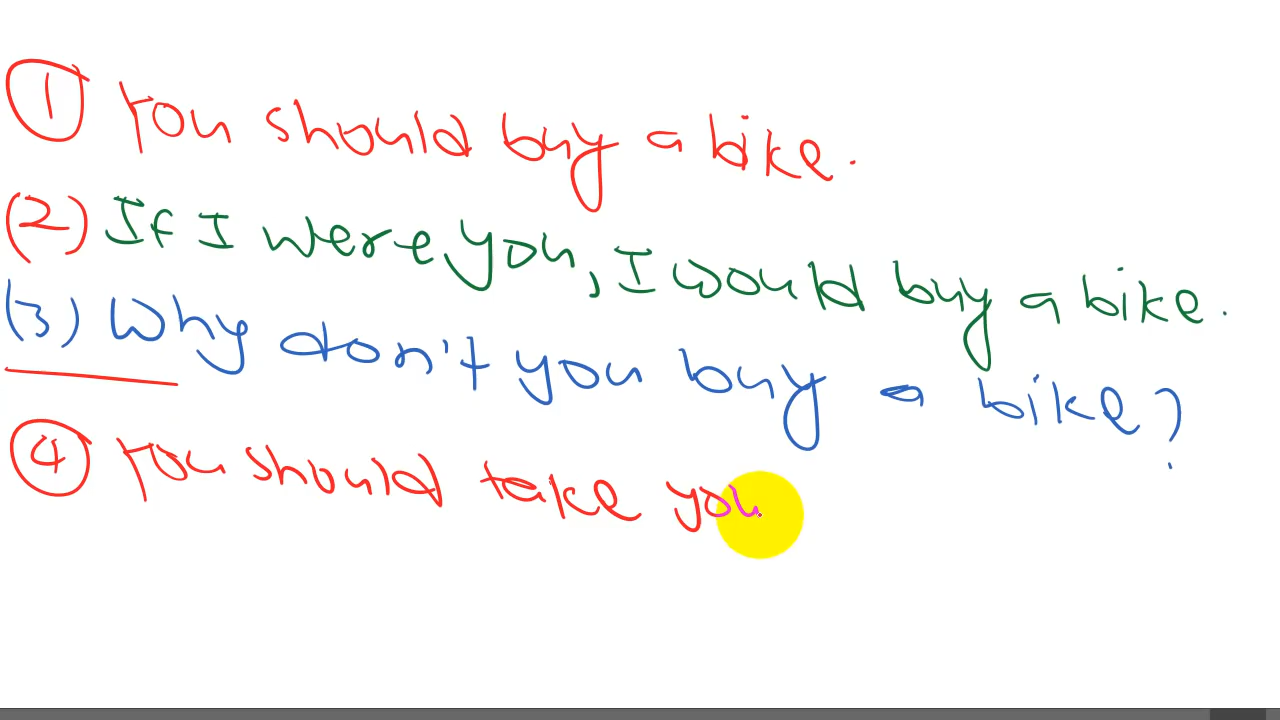 ① You should buy a bike.
(2) If I were you, I would buy a bike.
(3) Why don't you buy a bike?
④ You should take you